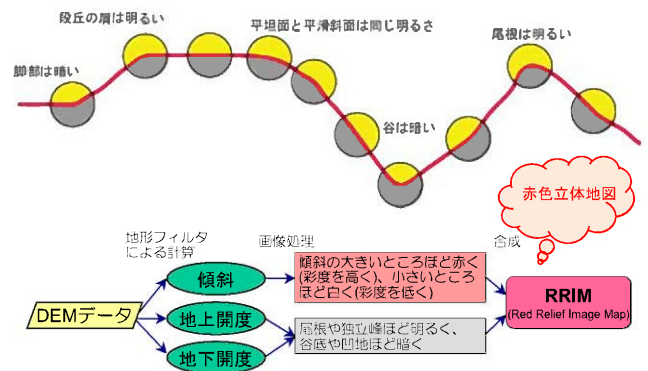 段丘の肩は明るい
平坦面と平滑斜面は同じ明るさ
尾根は明るい
脚部は暗い
谷は暗い
赤色立体地図
地形フィルタ
による計算
画像処理
合成
傾斜
傾斜の大きいところほど赤く
(彩度を高く)、小さいところ
ほど白く(彩度を低く)
DEMデータ
地上開度
尾根や独立峰ほど明るく、
谷底や凹地ほど暗く
地下開度
RRIM
(Red Relief Image Map)